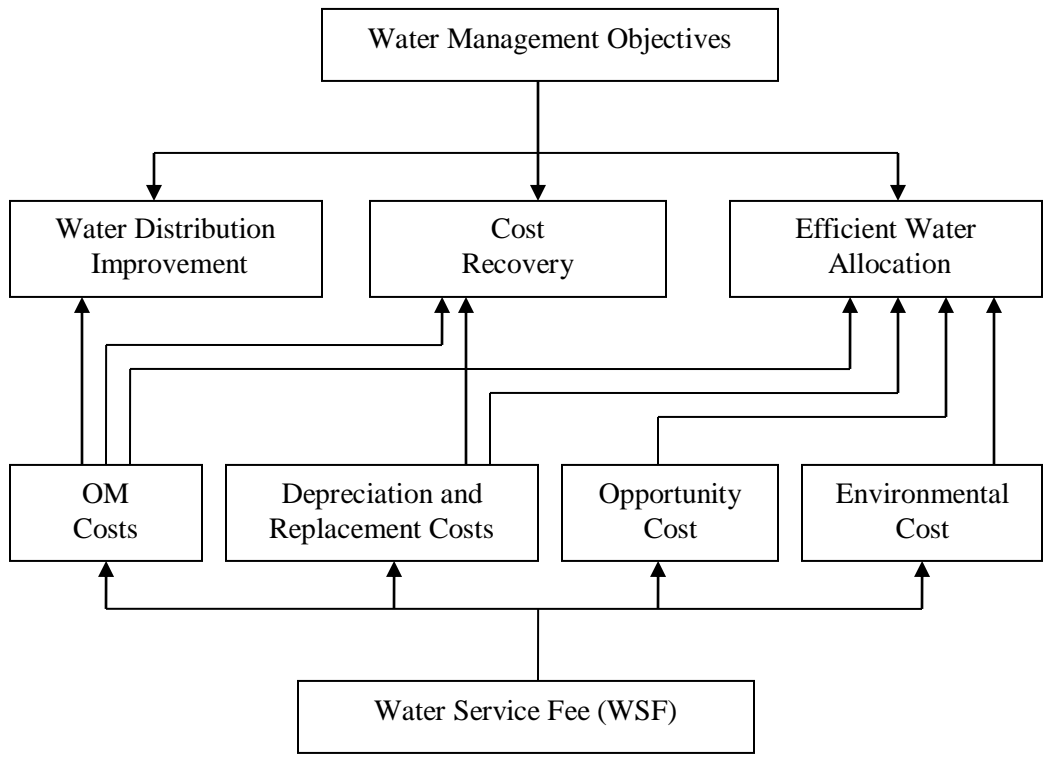 Water Management Objectives
Water Distribution
Improvement
Cost
Recovery
Efficient Water
Allocation
OM
Costs
Depreciation and
Replacement Costs
Opportunity
Cost
Environmental
Cost
Water Service Fee (WSF)